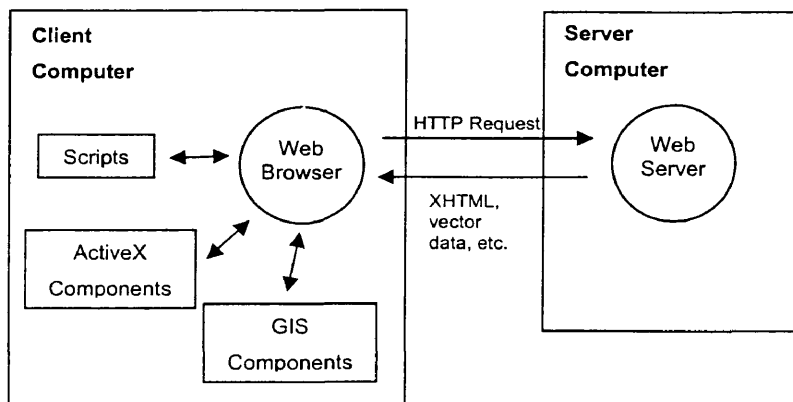 Client
Computer
Server
Computer
HTTP Request
Scripts
Web
Browser
Web
Server
XHTML,
vector
data, etc.
ActiveX
Components
GIS
Components